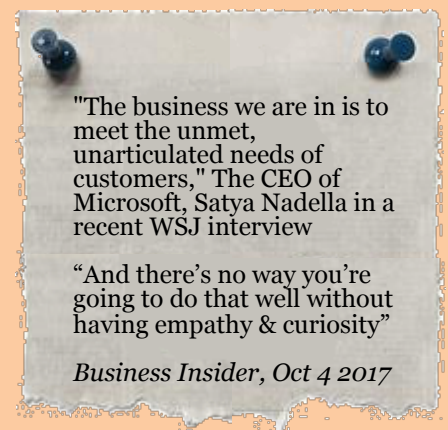 "The business we are in is to
meet the unmet,
unarticulated needs of
customers," The CEO of
Microsoft, Satya Nadella in a
recent WSJ interview
“And there’s no way you’re
going to do that well without
having empathy & curiosity”
Business Insider, Oct 4 2017